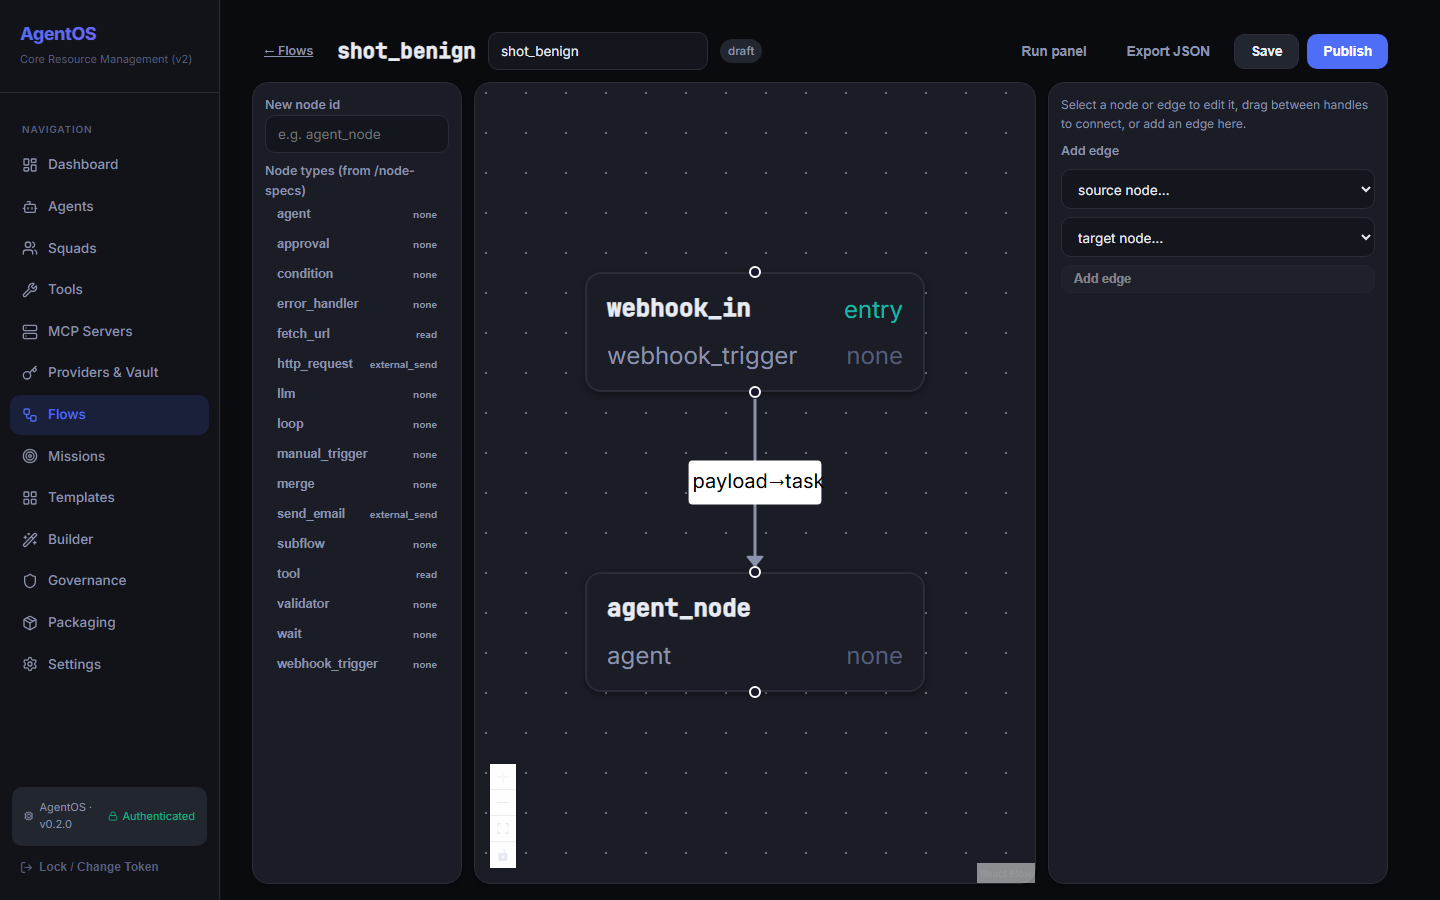 AgentOS
Core Resource Management (v2)
NAVIGATION
Dashboard
Agents
Squads
Tools
MCP Servers
Providers & Vault
Flows
Missions
Templates
Builder
Governance
Packaging
Settings
AgentOS ·
v0.2.0
Authenticated
Lock / Change Token
← Flows
shot_benign
shot_benign
draft
Run panel
Export JSON
Save
Publish
New node id
e.g. agent_node
Node types (from /node-
specs)
agent none
approval none
condition none
error_handler none
fetch_url read
http_request external_send
llm none
loop none
manual_trigger none
merge none
send_email external_send
subflow none
tool read
validator none
wait none
webhook_trigger none
webhook_in entry
webhook_trigger none
payload→task
agent_node
agent none
React Flow
Select a node or edge to edit it, drag between handles
to connect, or add an edge here.
Add edge
source node...
target node...
Add edge